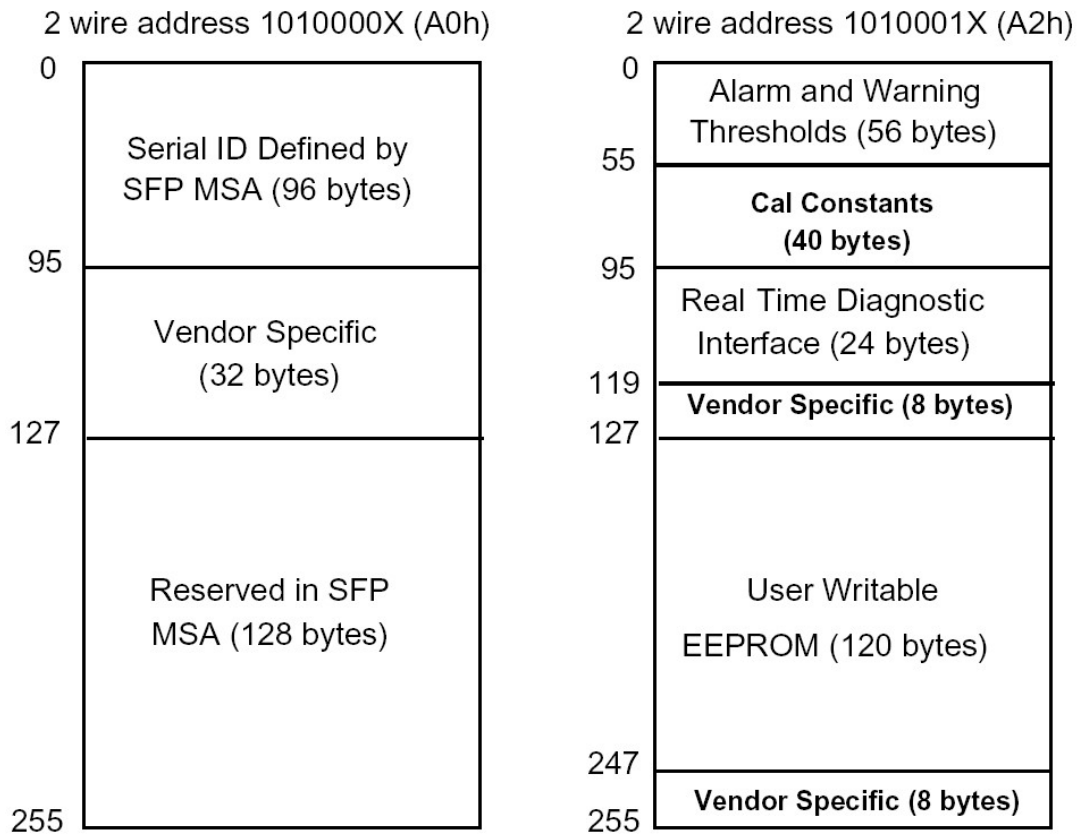 2 wire address 1010000X (A0h)
0
Serial ID Defined by
SFP MSA (96 bytes)
95
Vendor Specific
(32 bytes)
127
Reserved in SFP
MSA (128 bytes)
255
2 wire address 1010001X (A2h)
0
Alarm and Warning
Thresholds (56 bytes)
55
Cal Constants
(40 bytes)
95
Real Time Diagnostic
Interface (24 bytes)
119
Vendor Specific (8 bytes)
127
User Writable
EEPROM (120 bytes)
247
Vendor Specific (8 bytes)
255